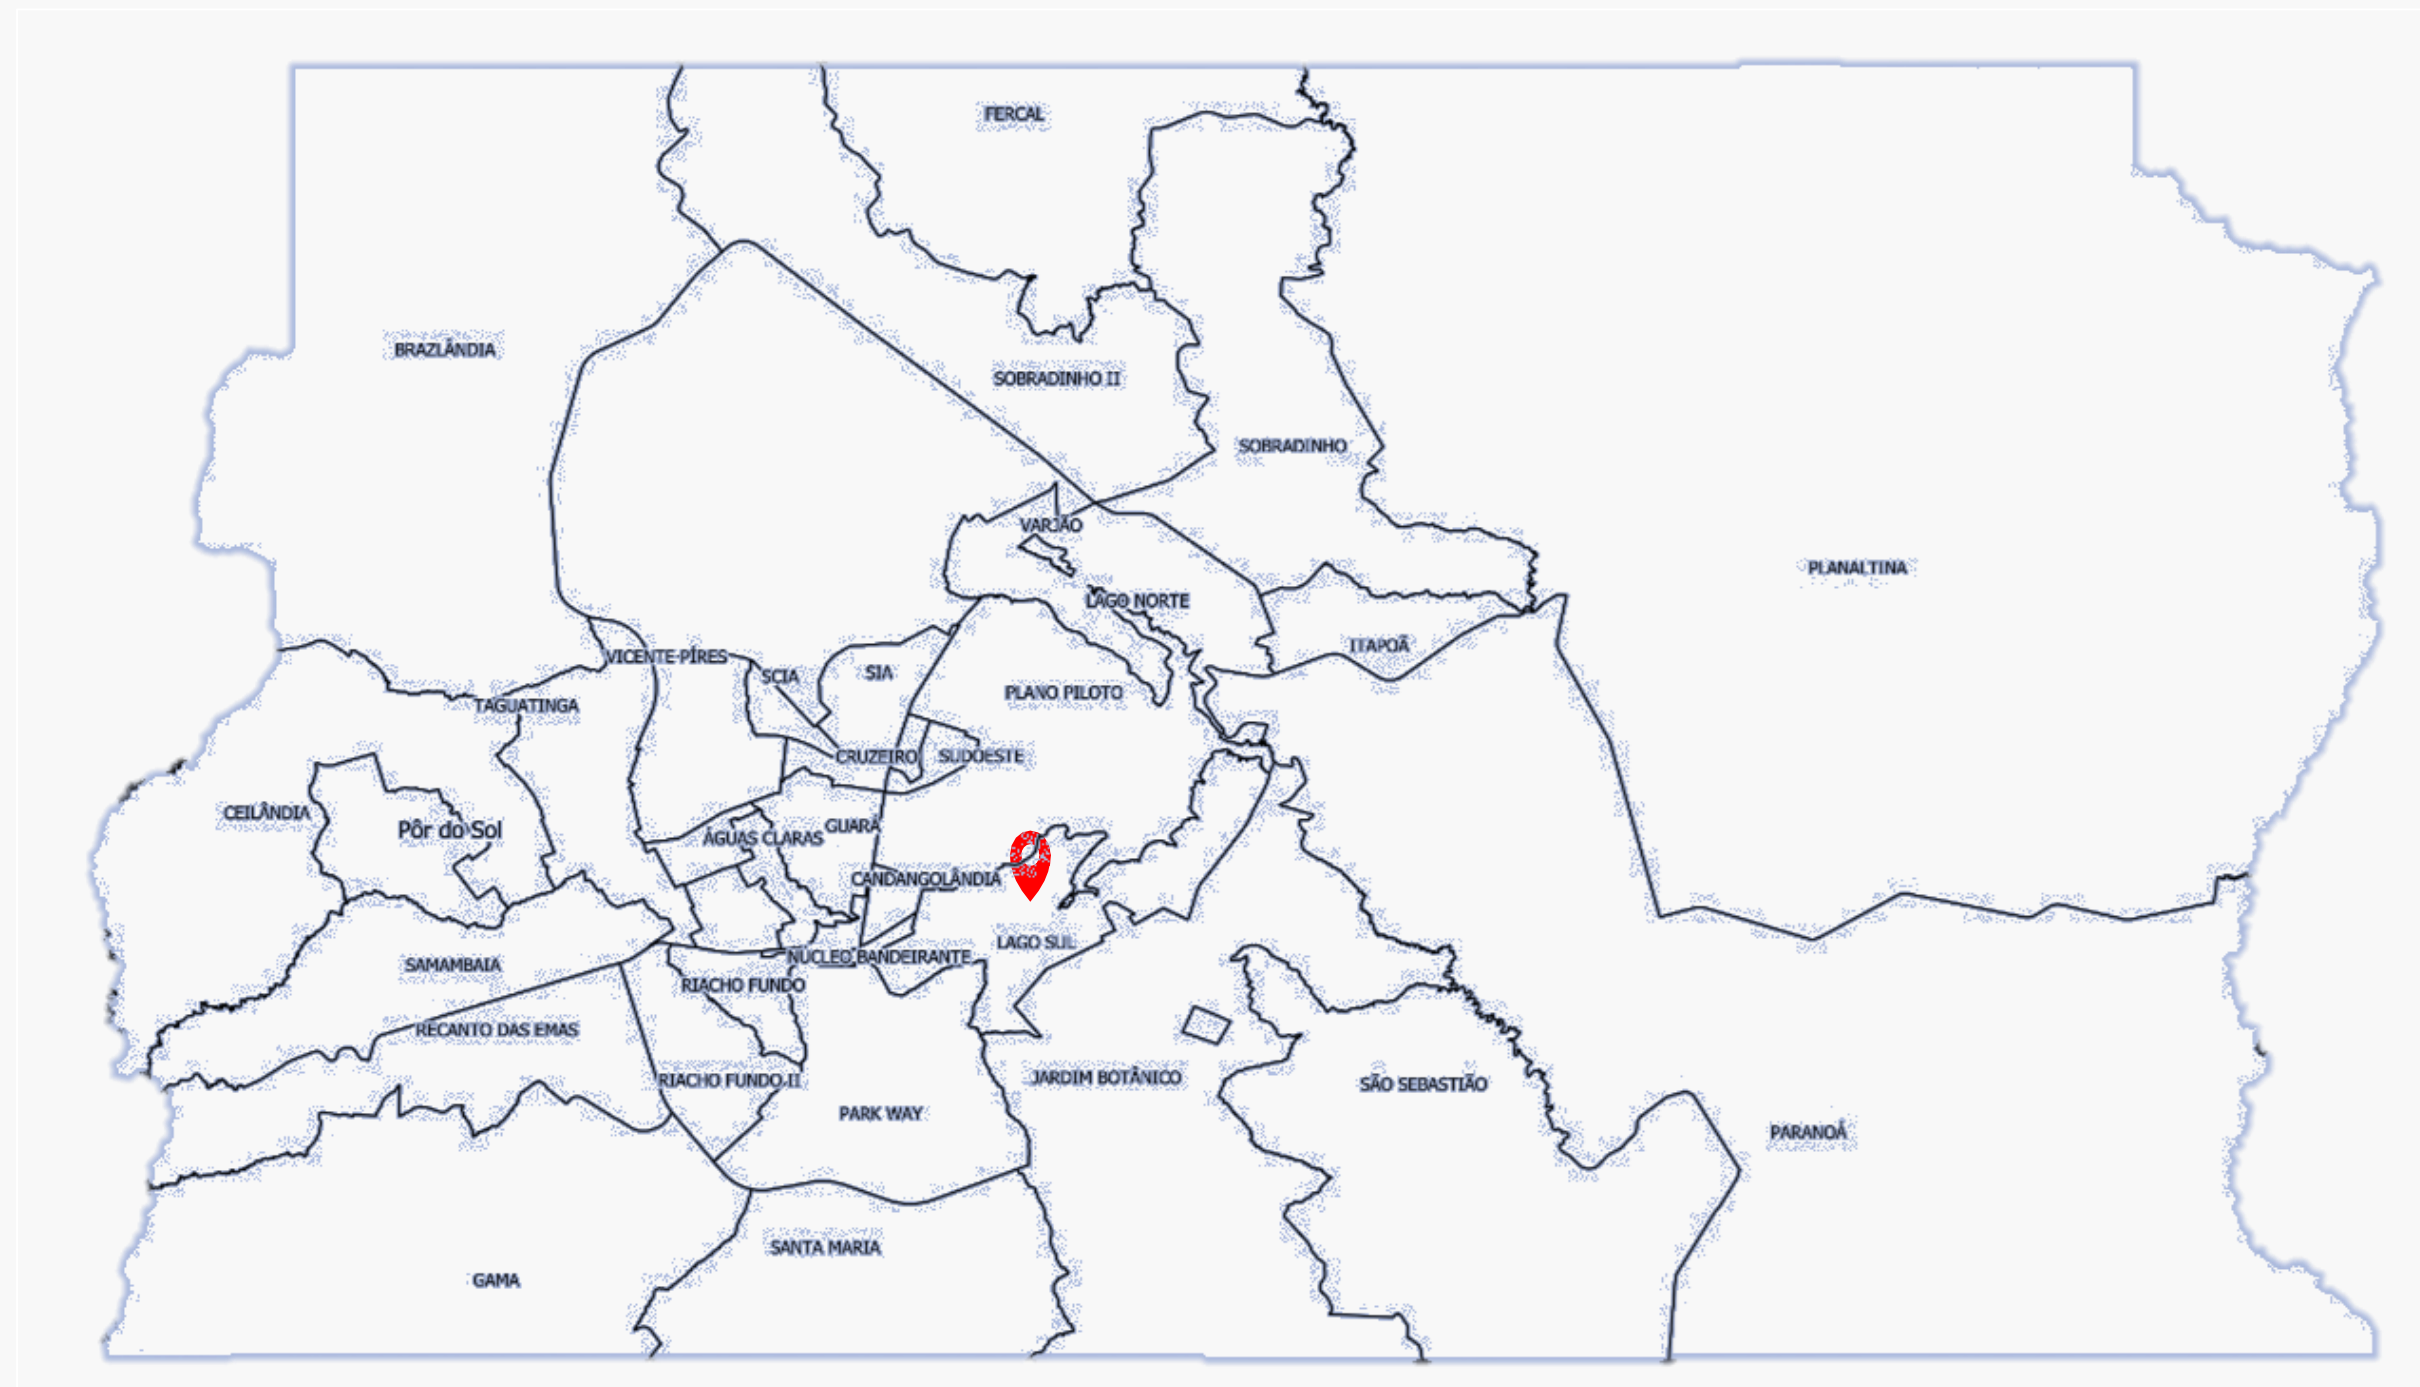 FERCAL
BRAZLÂNDIA
SOBRADINHO II
SOBRADINHO
VARJÃO
PLANALTINA
LAGO NORTE
ITAPOÃ
VICENTE PÍRES
SCIA
SIA
PLANO PILOTO
TAGUATINGA
CRUZEIRO
SUDOESTE
CEILÂNDIA
Pôr do Sol
ÁGUAS CLARAS
GUARÁ
CANDANGOLÂNDIA
LAGO SUL
NÚCLEO BANDEIRANTE
SAMAMBAIA
RIACHO FUNDO
RECANTO DAS EMAS
RIACHO FUNDO II
JARDIM BOTÂNICO
SÃO SEBASTIÃO
PARK WAY
PARANOÁ
SANTA MARIA
GAMA